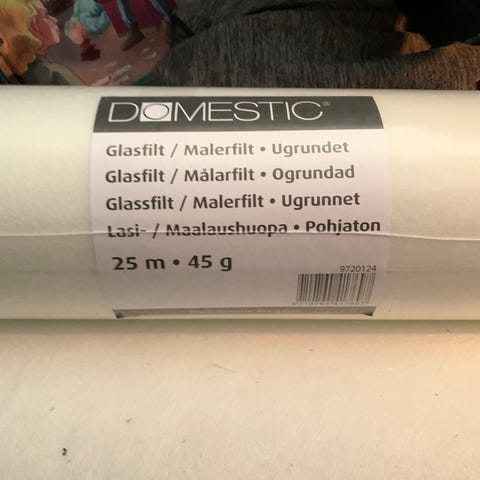 DOMESTIC®
Glasfilt / Malerfilt • Ugrundet
Glasfilt / Målarfilt • Ogrundad
Glassfilt / Malerfilt • Ugrunnet
Lasi- / Maalaushuopa • Pohjaton
25 m • 45 g
9720124